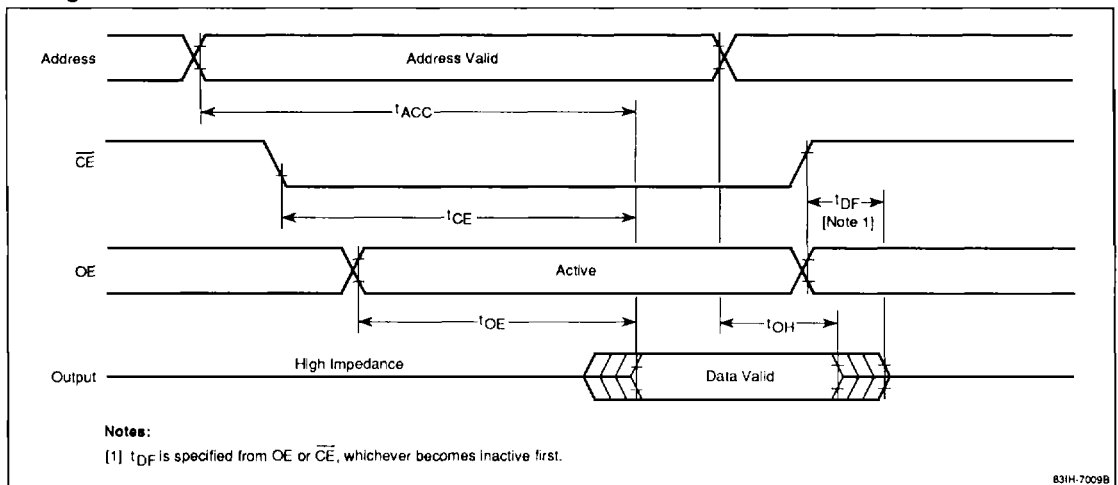 Address
Address Valid
tACC
CE
tCE
tDF
[Note 1]
OE
Active
tOE
tOH
Output
High Impedance
Data Valid
Notes:
[1] tDF is specified from OE or CE, whichever becomes inactive first.
83IH-7009B